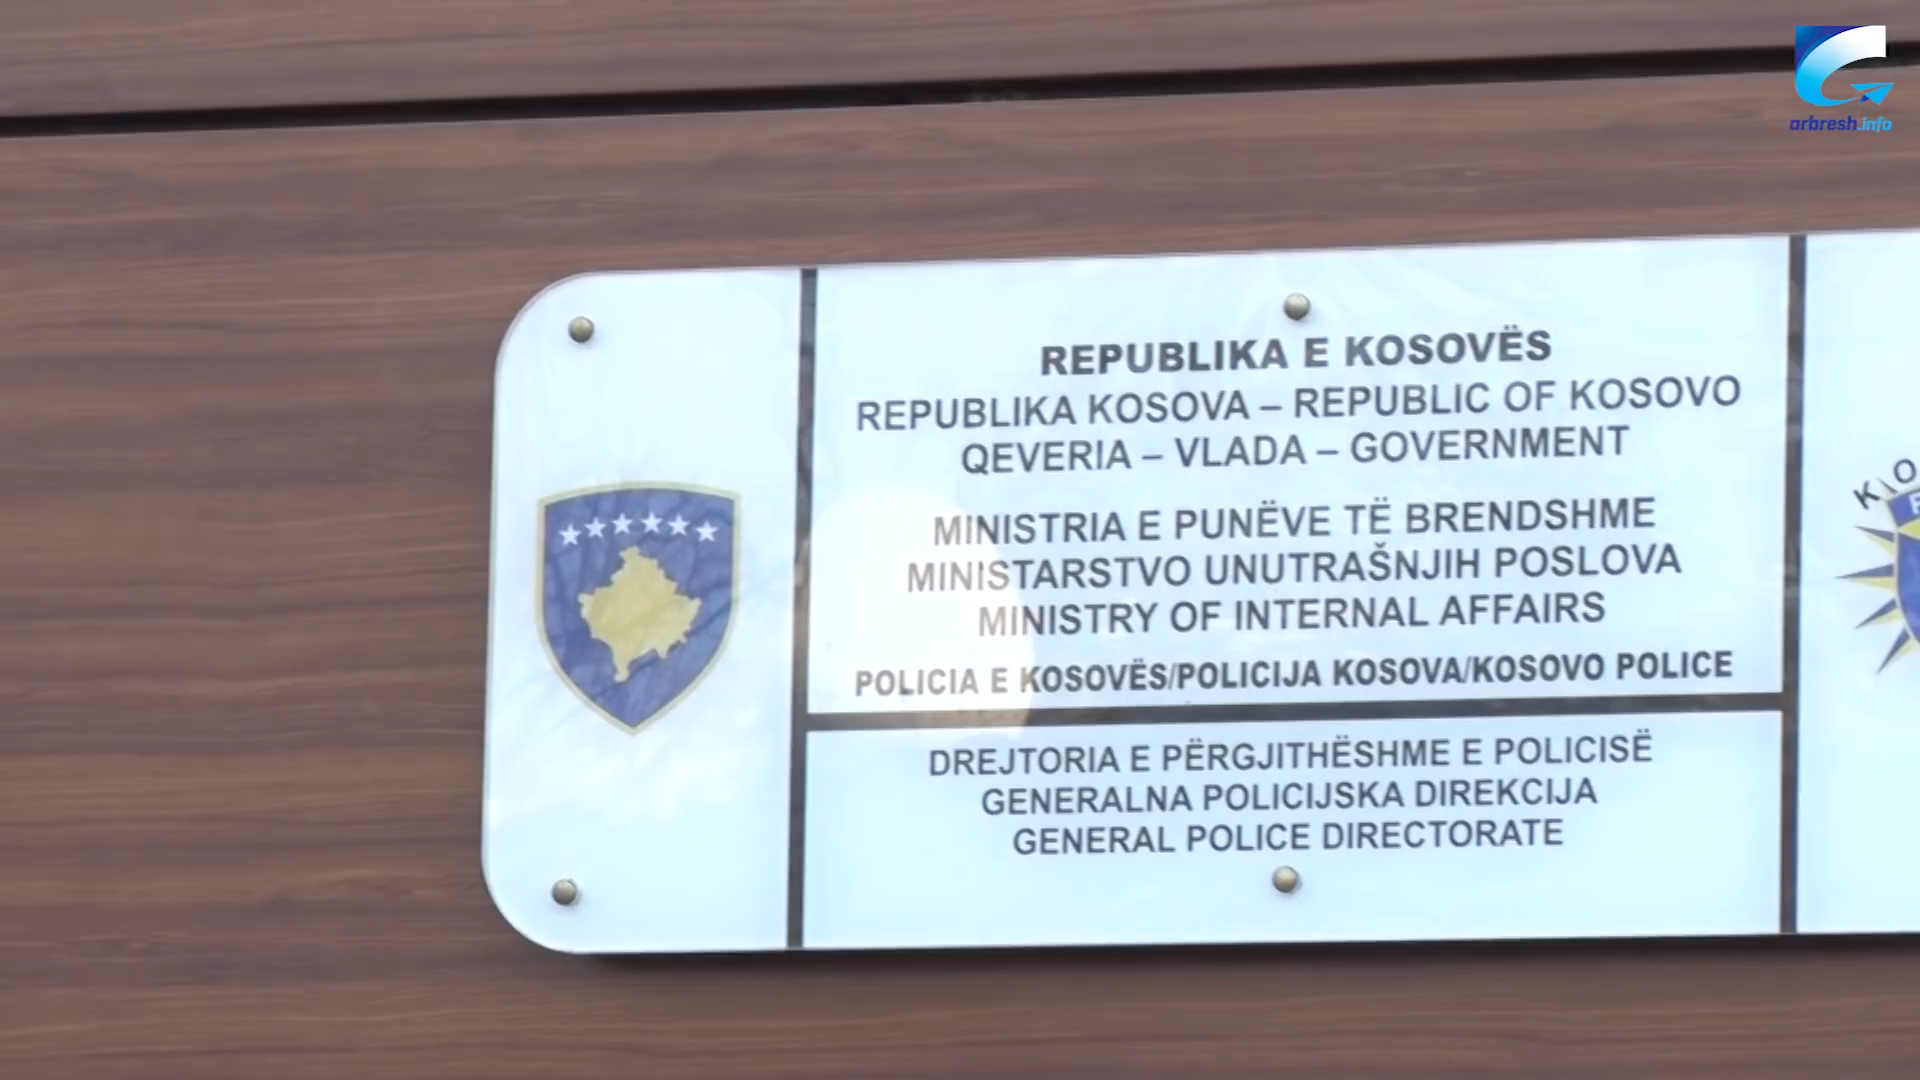 arbresh.info
REPUBLIKA E KOSOVËS
REPUBLIKA KOSOVA – REPUBLIC OF KOSOVO
QEVERIA – VLADA – GOVERNMENT
MINISTRIA E PUNËVE TË BRENDSHME
MINISTARSTVO UNUTRAŠNJIH POSLOVA
MINISTRY OF INTERNAL AFFAIRS
POLICIA E KOSOVËS/POLICIJA KOSOVA/KOSOVO POLICE
DREJTORIA E PËRGJITHËSHME E POLICISË
GENERALNA POLICIJSKA DIREKCIJA
GENERAL POLICE DIRECTORATE